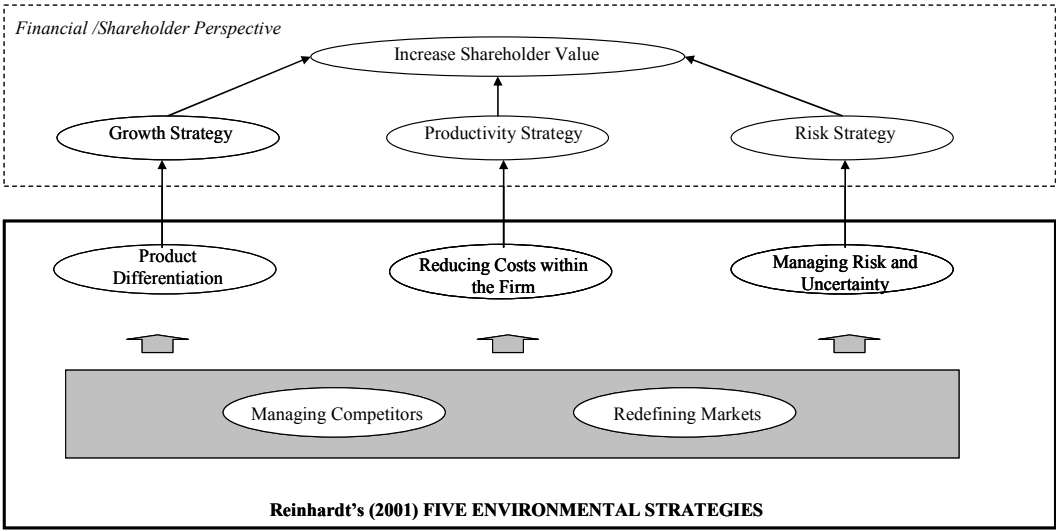 Financial /Shareholder Perspective
Increase Shareholder Value
Growth Strategy
Productivity Strategy
Risk Strategy
Product
Differentiation
Reducing Costs within
the Firm
Managing Risk and
Uncertainty
Managing Competitors
Redefining Markets
Reinhardt's (2001) FIVE ENVIRONMENTAL STRATEGIES